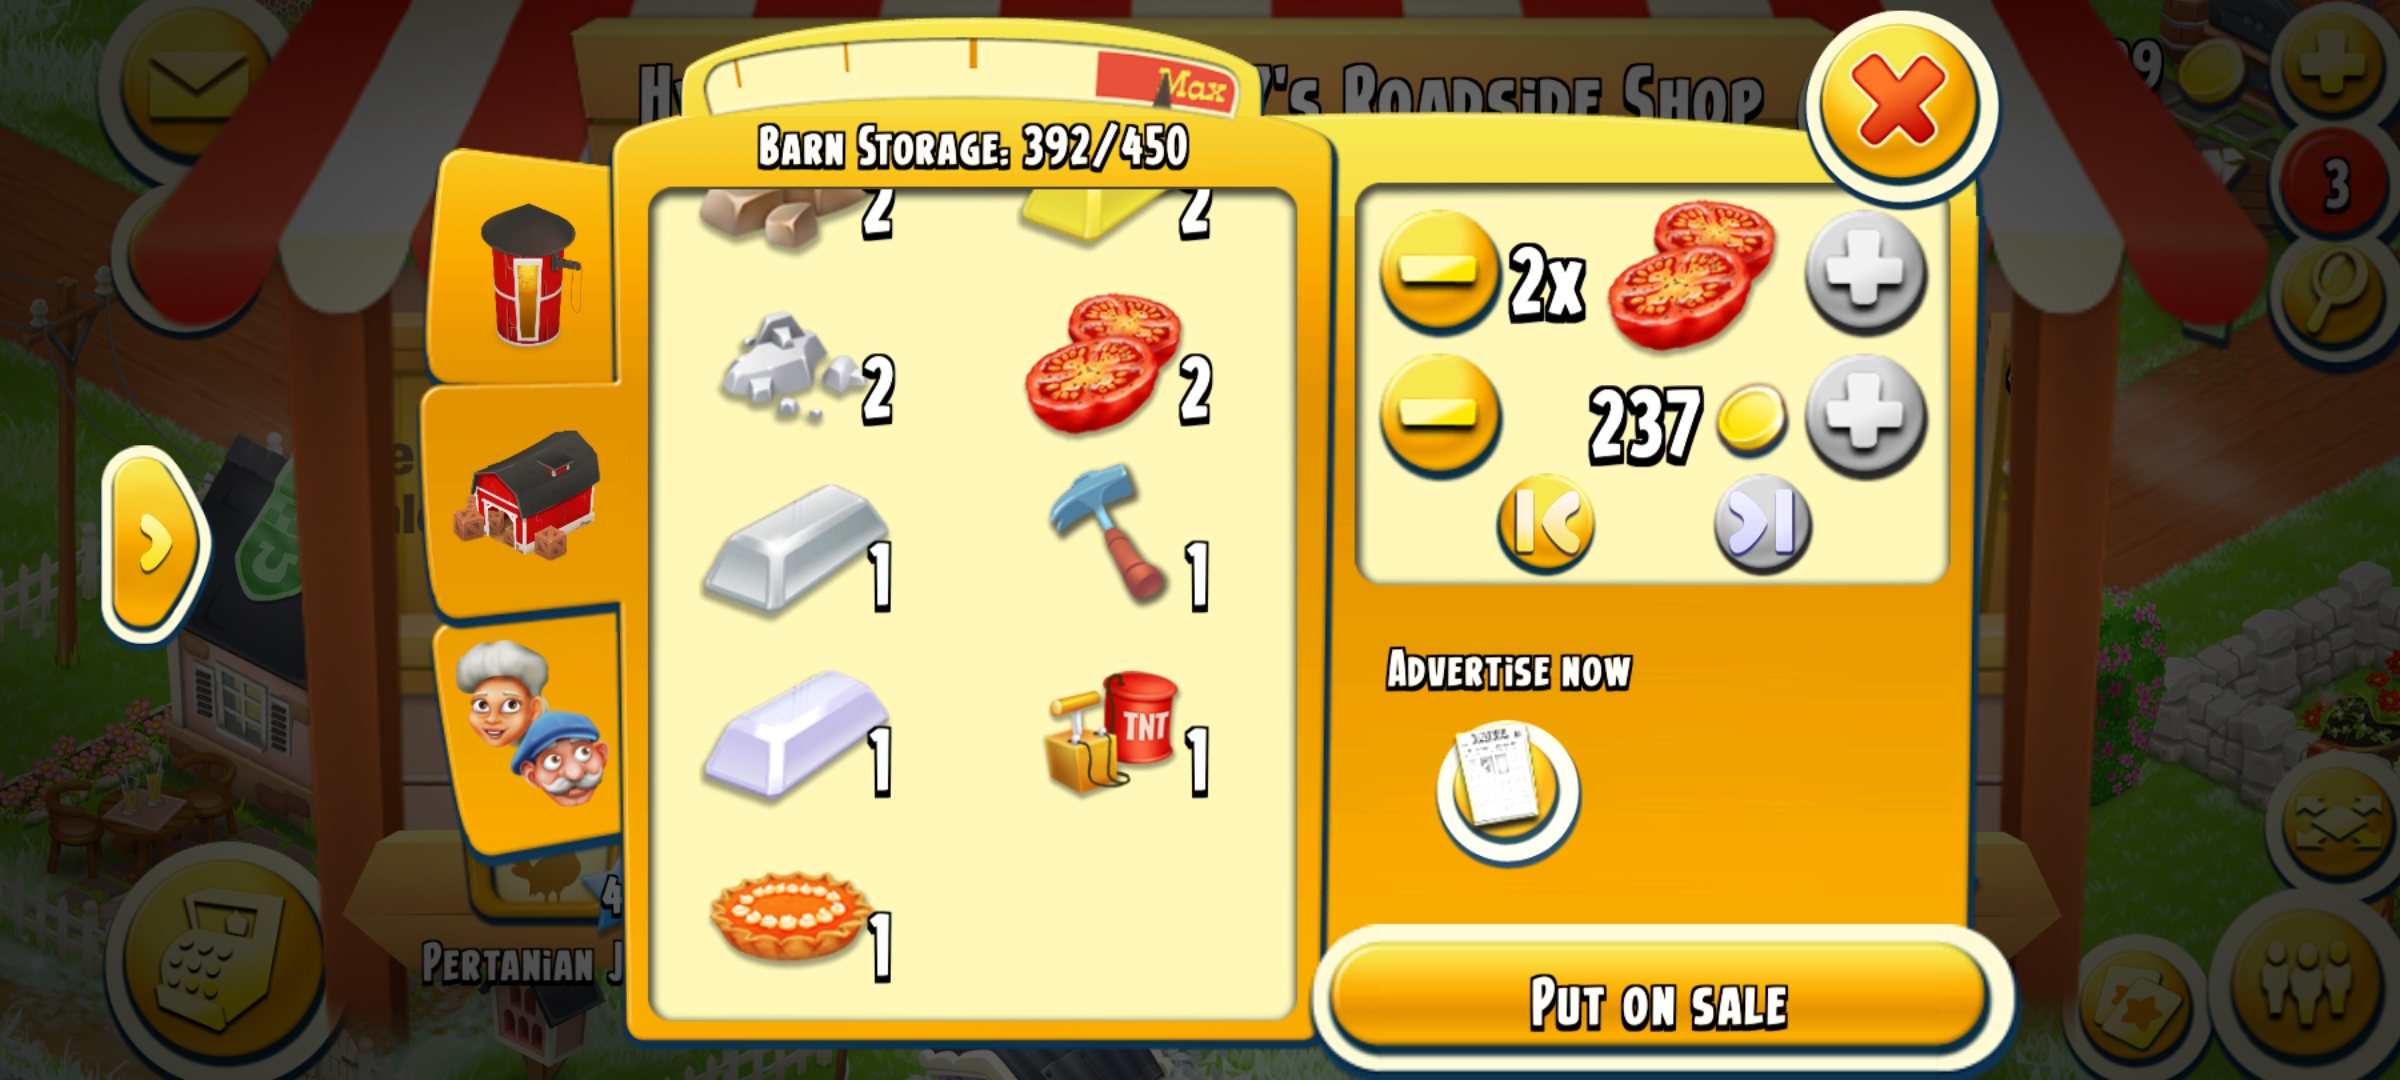 'S ROADSIDE SHOP
Max
BARN STORAGE: 392/450
2
2
2x
3
2
2
237
1
1
ADVERTISE NOW
1
TNT
1
1
PERTANIAN
PUT ON SALE